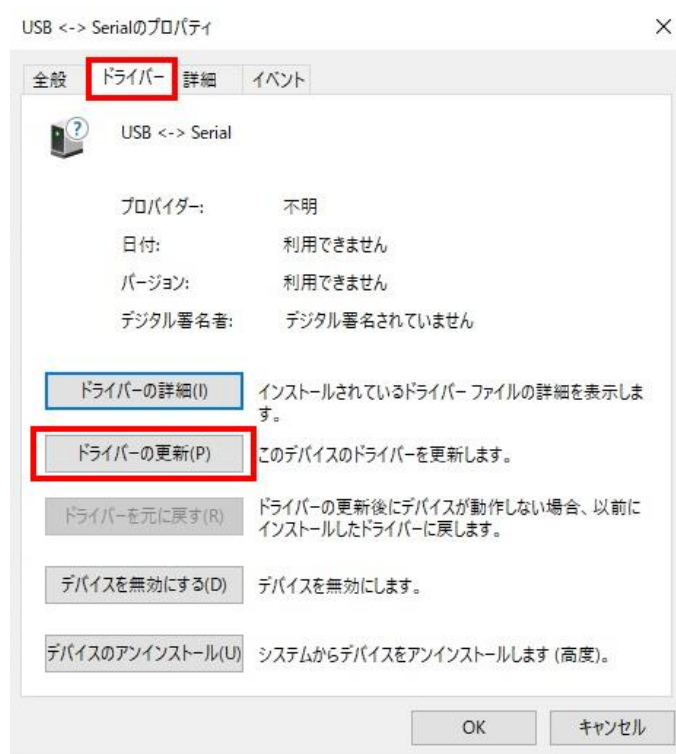 USB <-> Serialのプロパティ
全般 ドライバー 詳細 イベント
USB <-> Serial
プロバイダー: 不明
日付: 利用できません
バージョン: 利用できません
デジタル署名者: デジタル署名されていません
ドライバーの詳細(I) インストールされているドライバー ファイルの詳細を表示しま
す。
ドライバーの更新(P) このデバイスのドライバーを更新します。
ドライバーを元に戻す(R) ドライバーの更新後にデバイスが動作しない場合、以前に
インストールしたドライバーに戻します。
デバイスを無効にする(D) デバイスを無効にします。
デバイスのアンインストール(U) システムからデバイスをアンインストールします (高度)。
OK キャンセル